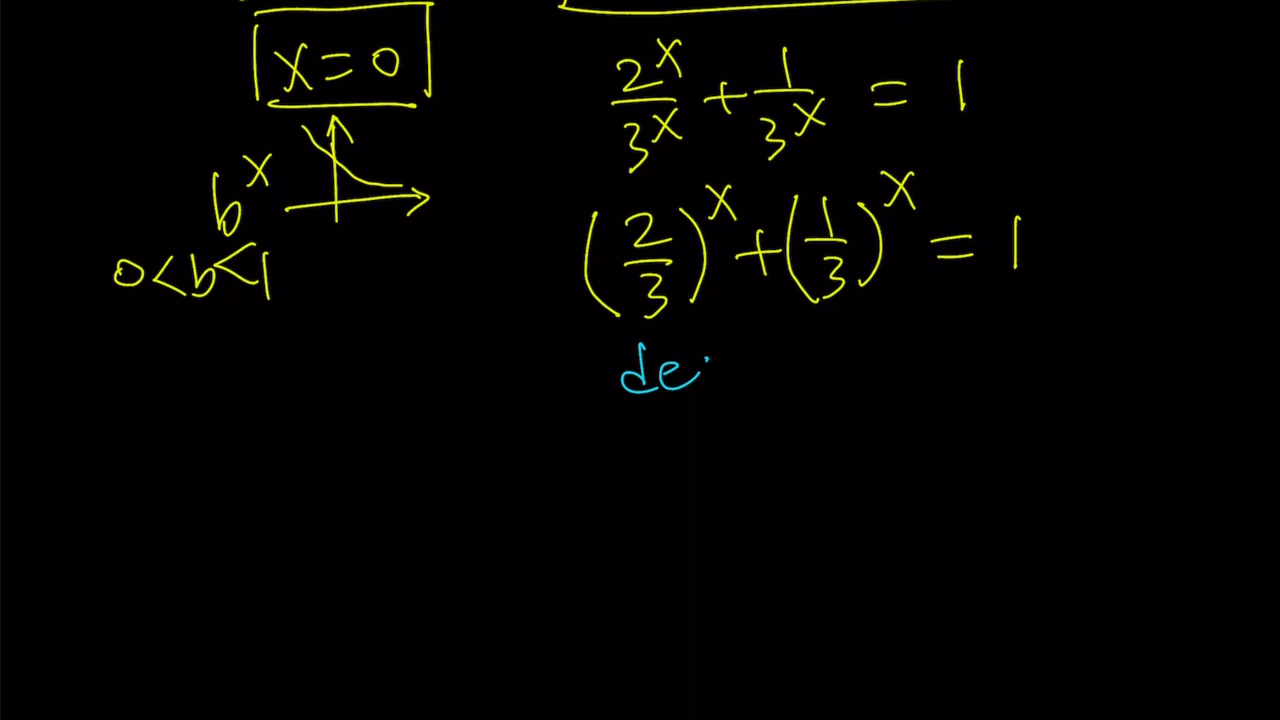 x = 0
b^x
0 < b < 1
2^x/3^x + 1/3^x = 1
(2/3)^x + (1/3)^x = 1
de